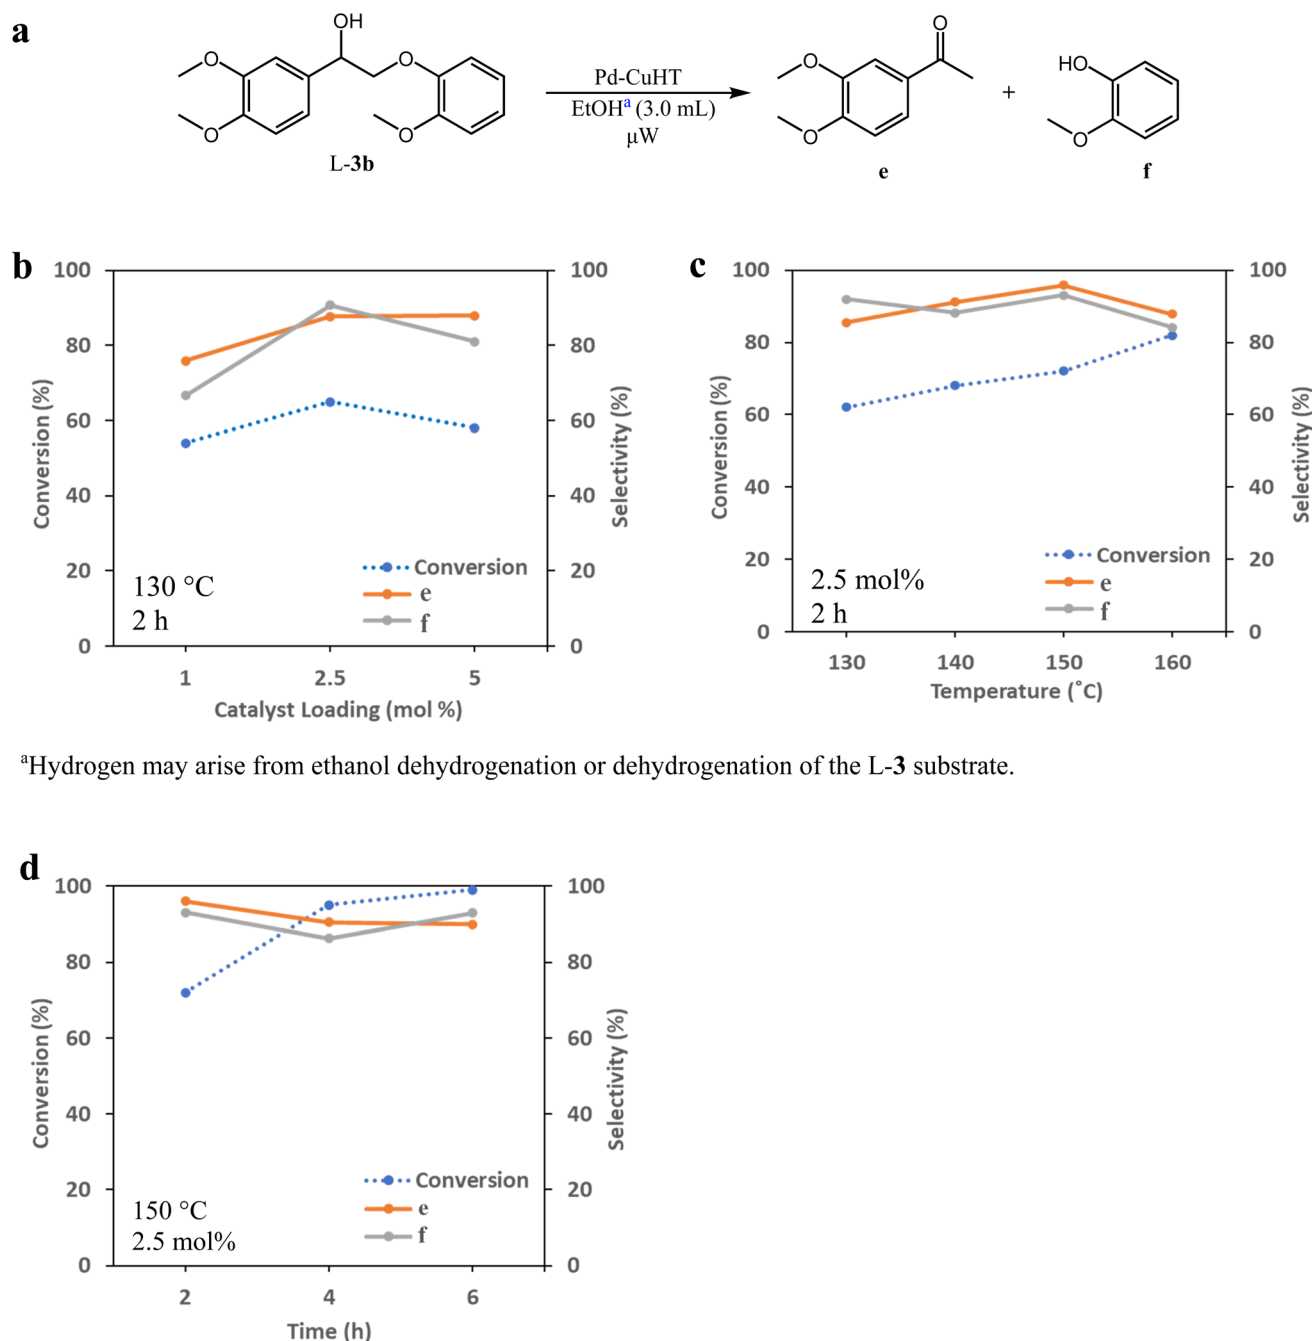 a
OH
O
O
O
O
L-3b
Pd-CuHT
EtOHᵃ (3.0 mL)
μW
O
O
O
e
+
HO
O
f
b
100
80
60
40
20
0
Conversion (%)
100
80
60
40
20
0
Selectivity (%)
Conversion
e
f
130 °C
2 h
1 2.5 5
Catalyst Loading (mol %)
c
100
80
60
40
20
0
Conversion (%)
100
80
60
40
20
0
Selectivity (%)
Conversion
e
f
2.5 mol%
2 h
130 140 150 160
Temperature (˚C)
ᵃHydrogen may arise from ethanol dehydrogenation or dehydrogenation of the L-3 substrate.
d
100
80
60
40
20
0
Conversion (%)
100
80
60
40
20
0
Selectivity (%)
Conversion
e
f
150 °C
2.5 mol%
2 4 6
Time (h)